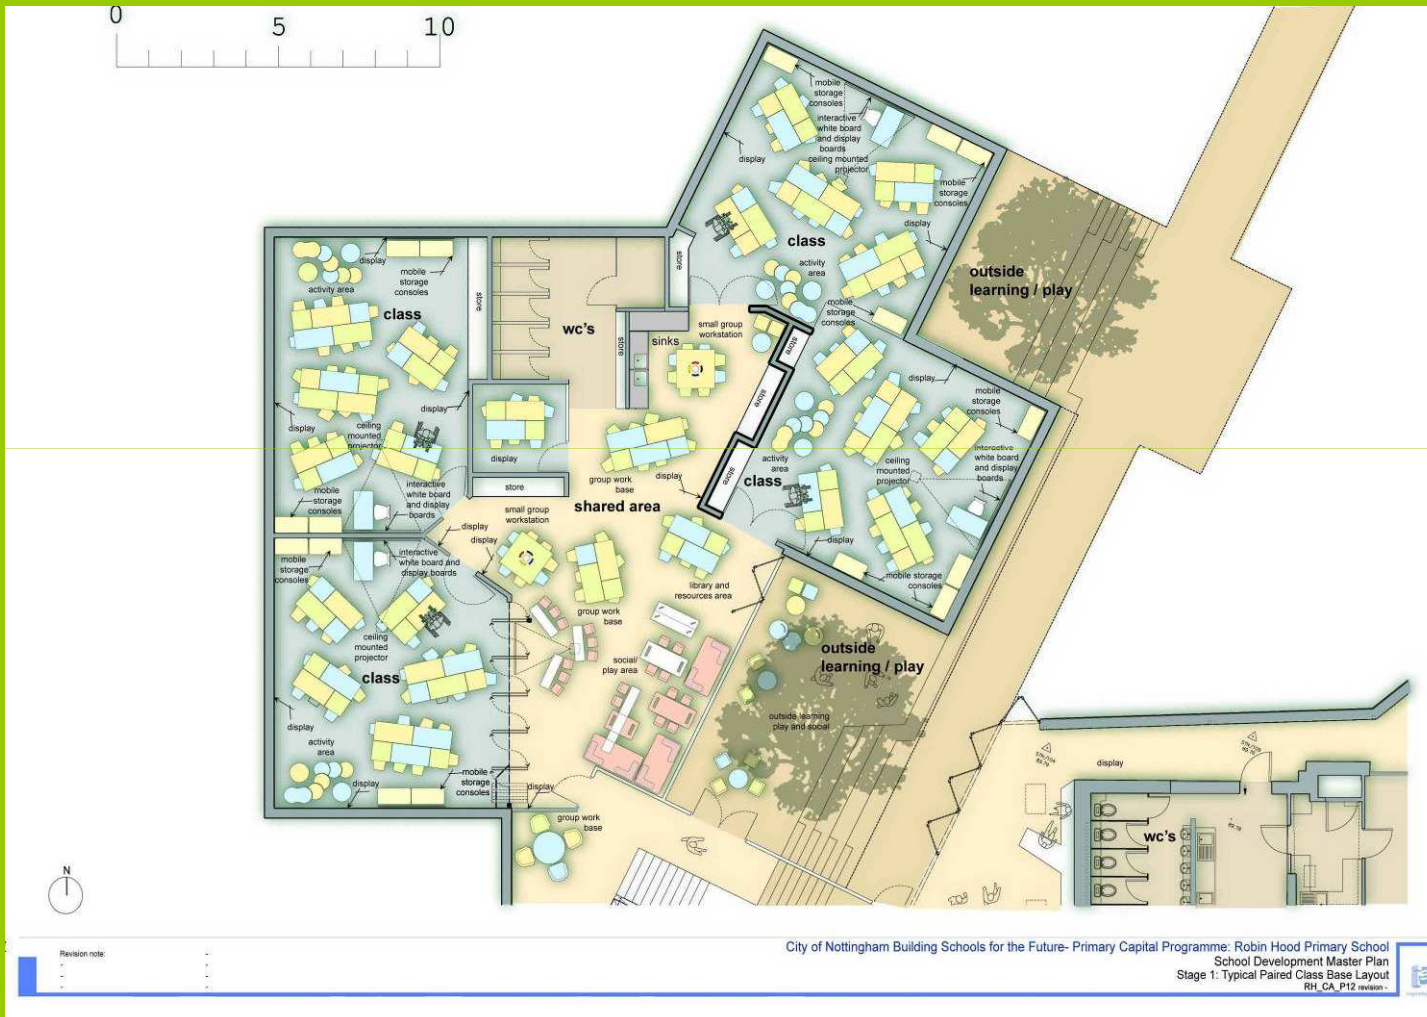 0
5
10
mobile
storage
consoles
interactive
white board
and display
boards
ceiling mounted
projector
display
mobile
storage
consoles
display
class
activity
area
mobile
storage
consoles
store
outside
learning / play
display
mobile
storage
consoles
activity area
class
store
wc's
store
sinks
small group
workstation
store
display
display
ceiling
mounted
projector
display
mobile
storage
consoles
interactive
white board
and display
boards
store
group work
base
display
shared area
store
store
activity
area
class
ceiling
mounted
projector
display
mobile
storage
consoles
interactive
white board
and display
boards
display
mobile storage
consoles
small group
workstation
display
display
mobile
storage
consoles
interactive
white board and
display boards
ceiling
mounted
projector
class
display
activity
area
display
mobile
storage
consoles
group work
base
library and
resources area
social/
play area
display
group work
base
outside
learning / play
outside learning
play and social
display
wc's
N
Revision note:
-
-
-
-
-
-
-
City of Nottingham Building Schools for the Future- Primary Capital Programme: Robin Hood Primary School
School Development Master Plan
Stage 1: Typical Paired Class Base Layout
RH_CA_P12 revision -